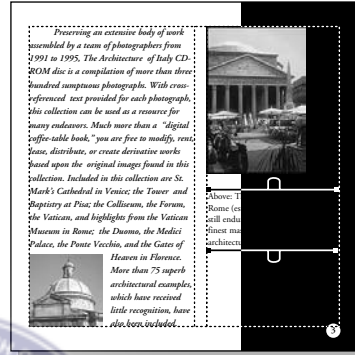 Preserving an extensive body of work
assembled by a team of photographers from
1991 to 1995, The Architecture of Italy CD-
ROM disc is a compilation of more than three
hundred sumptuous photographs. With cross-
referenced text provided for each photograph,
this collection can be used as a resource for
many endeavors. Much more than a "digital
coffee-table book," you are free to modify, rent,
lease, distribute, or create derivative works
based upon the original images found in this
collection. Included in this collection are St.
Mark's Cathedral in Venice; the Tower and
Baptistry at Pisa; the Colliseum, the Forum,
the Vatican, and highlights from the Vatican
Museum in Rome; the Duomo, the Medici
Palace, the Ponte Vecchio, and the Gates of
Heaven in Florence.
More than 75 superb
architectural examples,
which have received
little recognition, have
also been included
Above: T
Rome (es
still endu
finest mas
architectu
3